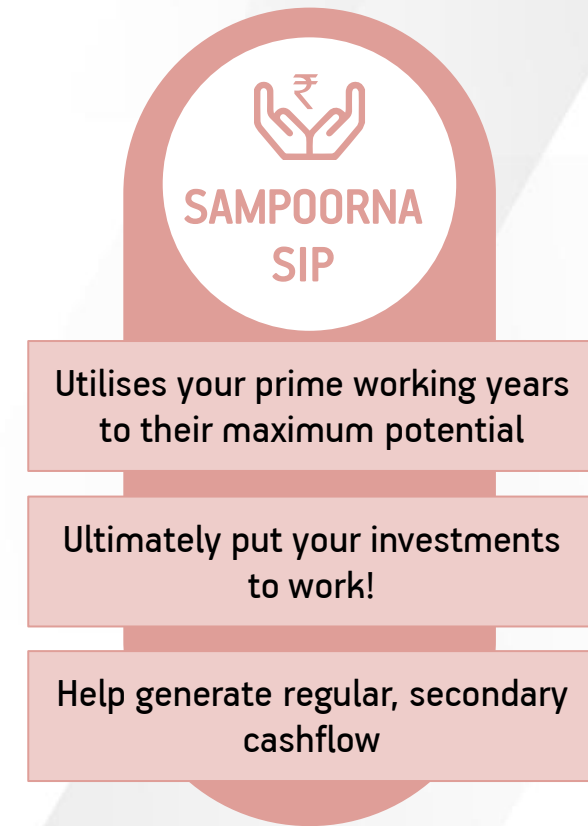 ₹
SAMPOORNA
SIP
Utilises your prime working years
to their maximum potential
Ultimately put your investments
to work!
Help generate regular, secondary
cashflow